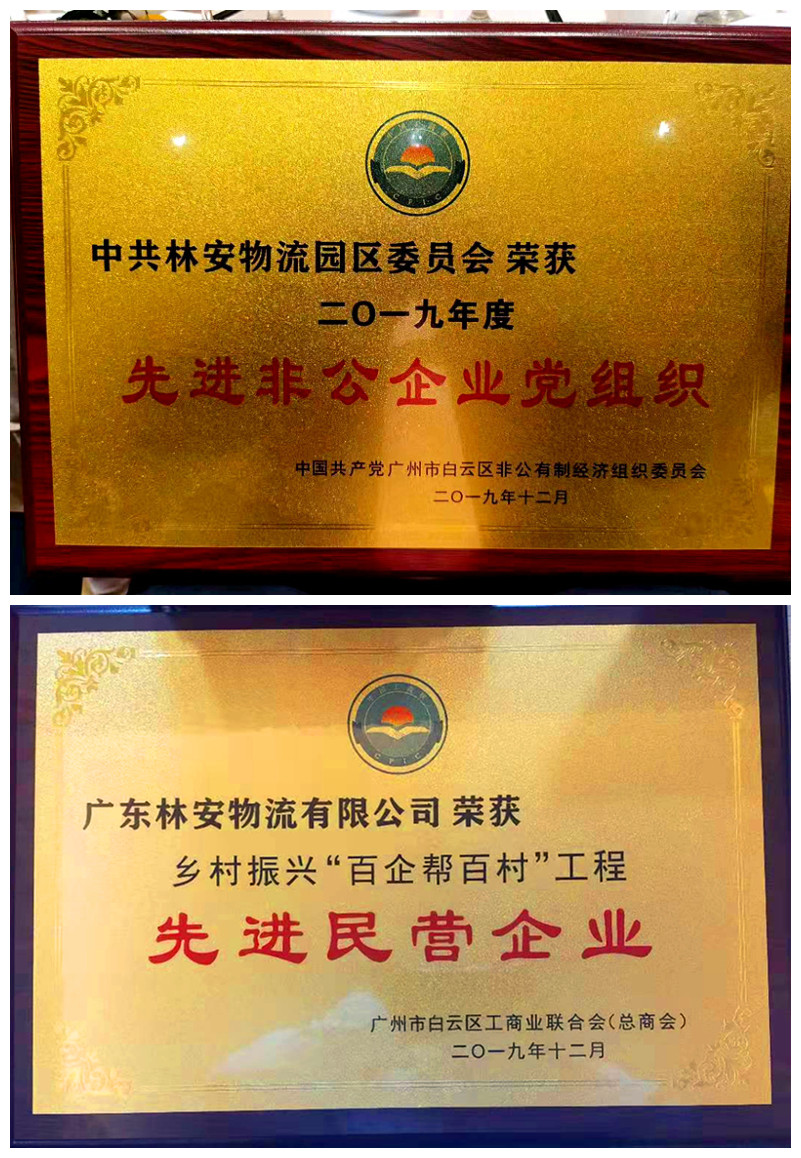 中共林安物流园区委员会 荣获
二〇一九年度
先进非公企业党组织
中国共产党广州市白云区非公有制经济组织委员会
二〇一九年十二月
广东林安物流有限公司 荣获
乡村振兴“百企帮百村”工程
先进民营企业
广州市白云区工商业联合会(总商会)
二〇一九年十二月